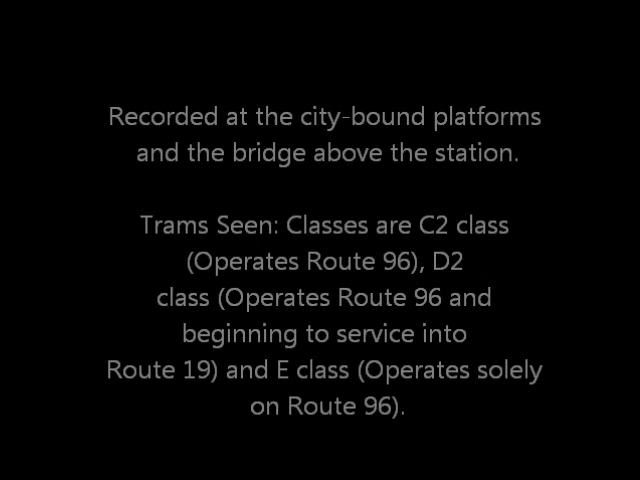 Recorded at the city-bound platforms
and the bridge above the station.
Trams Seen: Classes are C2 class
(Operates Route 96), D2
class (Operates Route 96 and
beginning to service into
Route 19) and E class (Operates solely
on Route 96).